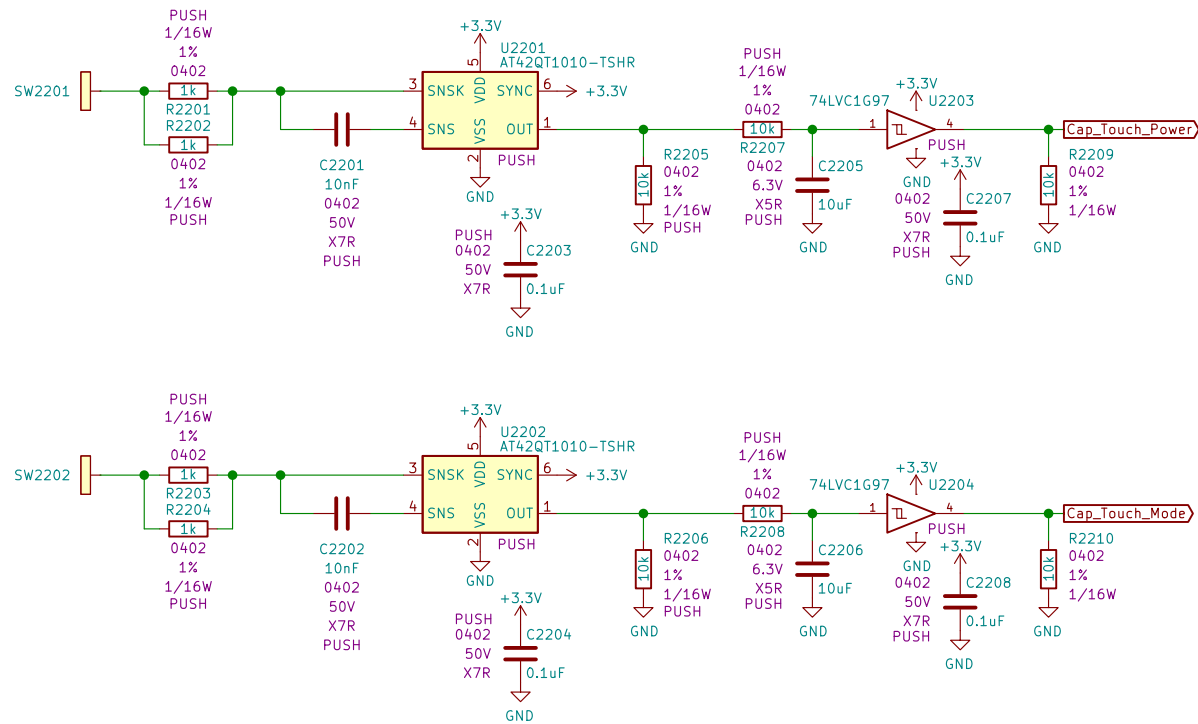 PUSH
1/16W
1%
0402
1k
R2201
R2202
1k
0402
1%
1/16W
PUSH
SW2201
C2201
10nF
0402
50V
X7R
PUSH
+3.3V
U2201
AT42QT1010-TSHR
5
3 SNSK VDD SYNC 6
+3.3V
4 SNS VSS OUT 1
2
PUSH
GND
+3.3V
PUSH
0402
50V
X7R
C2203
0.1uF
GND
R2205
0402
1%
1/16W
PUSH
10k
GND
PUSH
1/16W
1%
0402
10k
R2207
0402
6.3V
X5R
PUSH
C2205
10uF
GND
74LVC1G97
+3.3V
U2203
1
4
PUSH
GND
+3.3V
0402
50V
X7R
PUSH
C2207
0.1uF
GND
Cap_Touch_Power
R2209
0402
1%
1/16W
10k
GND
PUSH
1/16W
1%
0402
1k
R2203
R2204
1k
0402
1%
1/16W
PUSH
SW2202
C2202
10nF
0402
50V
X7R
PUSH
+3.3V
U2202
AT42QT1010-TSHR
5
3 SNSK VDD SYNC 6
+3.3V
4 SNS VSS OUT 1
2
PUSH
GND
+3.3V
PUSH
0402
50V
X7R
C2204
0.1uF
GND
R2206
0402
1%
1/16W
PUSH
10k
GND
PUSH
1/16W
1%
0402
10k
R2208
0402
6.3V
X5R
PUSH
C2206
10uF
GND
74LVC1G97
+3.3V
U2204
1
4
PUSH
GND
+3.3V
0402
50V
X7R
PUSH
C2208
0.1uF
GND
Cap_Touch_Mode
R2210
0402
1%
1/16W
10k
GND